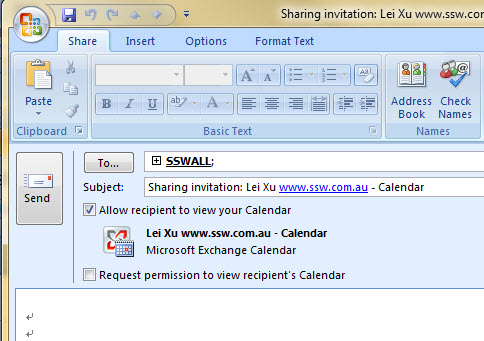 Sharing invitation: Lei Xu www.ssw.com
Share Insert Options Format Text
Paste
B I U ab A
A A
Address Book
Check Names
Clipboard Basic Text Names
To... SSWALL;
Subject: Sharing invitation: Lei Xu www.ssw.com.au - Calendar
Send
Allow recipient to view your Calendar
Lei Xu www.ssw.com.au - Calendar
Microsoft Exchange Calendar
Request permission to view recipient's Calendar